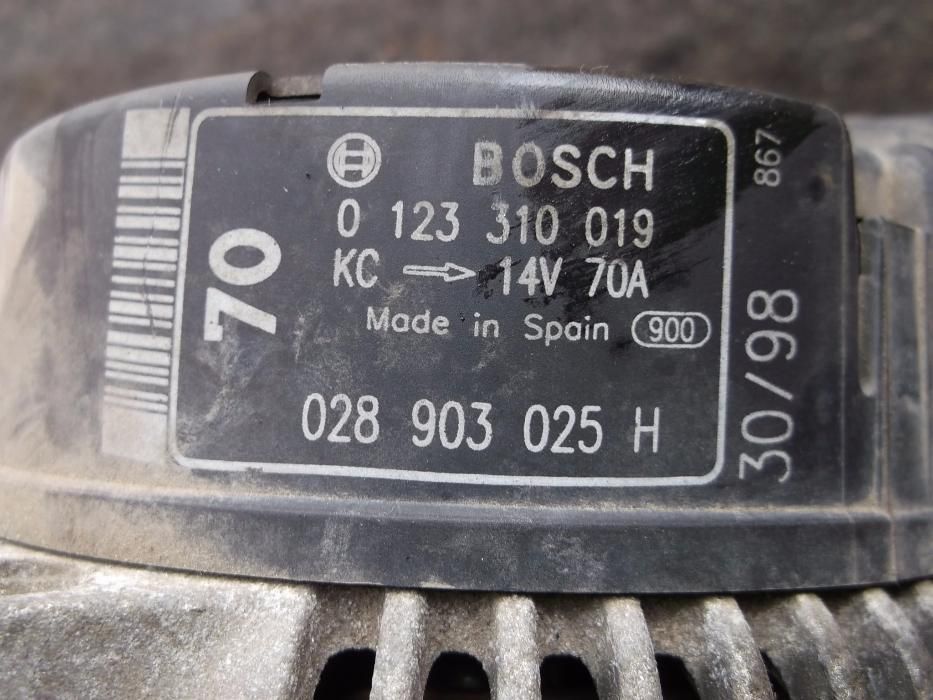 BOSCH
0 123 310 019
KC → 14V 70A
Made in Spain 900
028 903 025 H
70
867
30/98